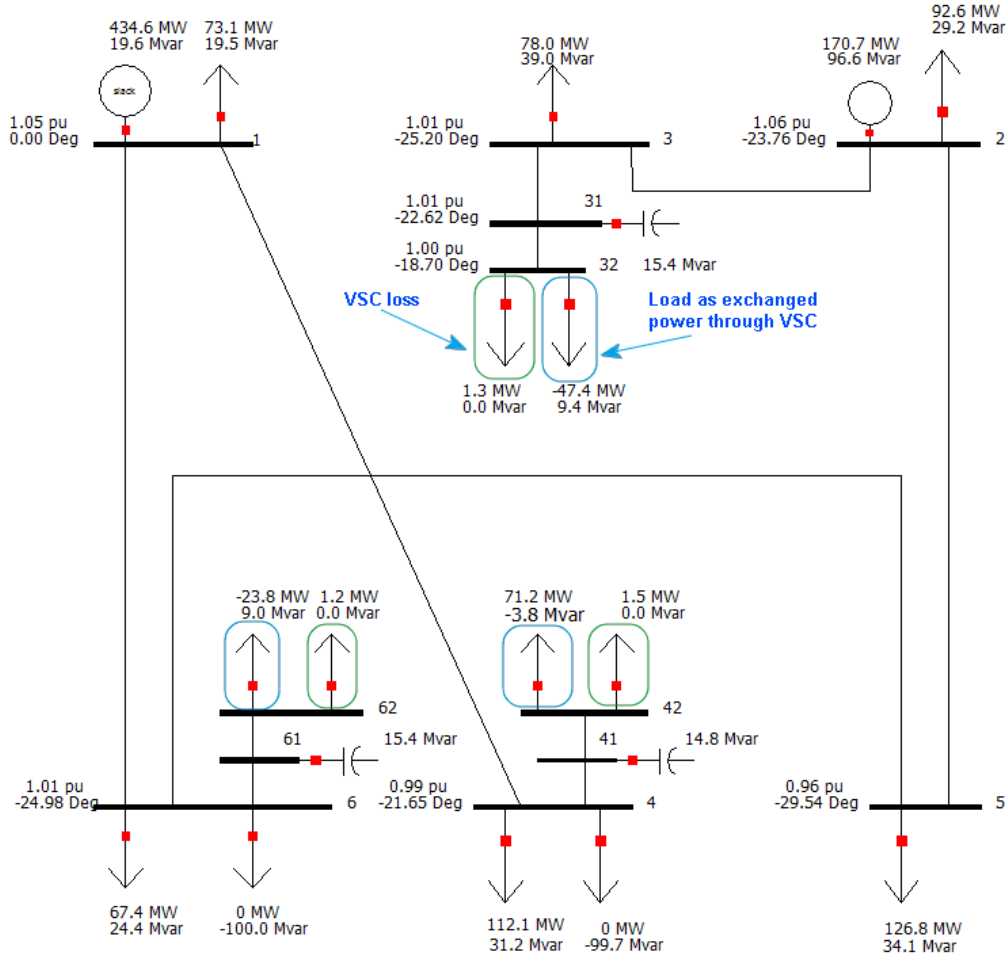 434.6 MW
19.6 Mvar
73.1 MW
19.5 Mvar
slack
1.05 pu
0.00 Deg
1
78.0 MW
39.0 Mvar
1.01 pu
-25.20 Deg
3
92.6 MW
29.2 Mvar
170.7 MW
96.6 Mvar
1.06 pu
-23.76 Deg
2
1.01 pu
-22.62 Deg
31
15.4 Mvar
1.00 pu
-18.70 Deg
32
VSC loss
Load as exchanged
power through VSC
1.3 MW
0.0 Mvar
-47.4 MW
9.4 Mvar
-23.8 MW
9.0 Mvar
1.2 MW
0.0 Mvar
62
61
15.4 Mvar
71.2 MW
-3.8 Mvar
1.5 MW
0.0 Mvar
42
41
14.8 Mvar
1.01 pu
-24.98 Deg
6
0.99 pu
-21.65 Deg
4
0.96 pu
-29.54 Deg
5
67.4 MW
24.4 Mvar
0 MW
-100.0 Mvar
112.1 MW
31.2 Mvar
0 MW
-99.7 Mvar
126.8 MW
34.1 Mvar